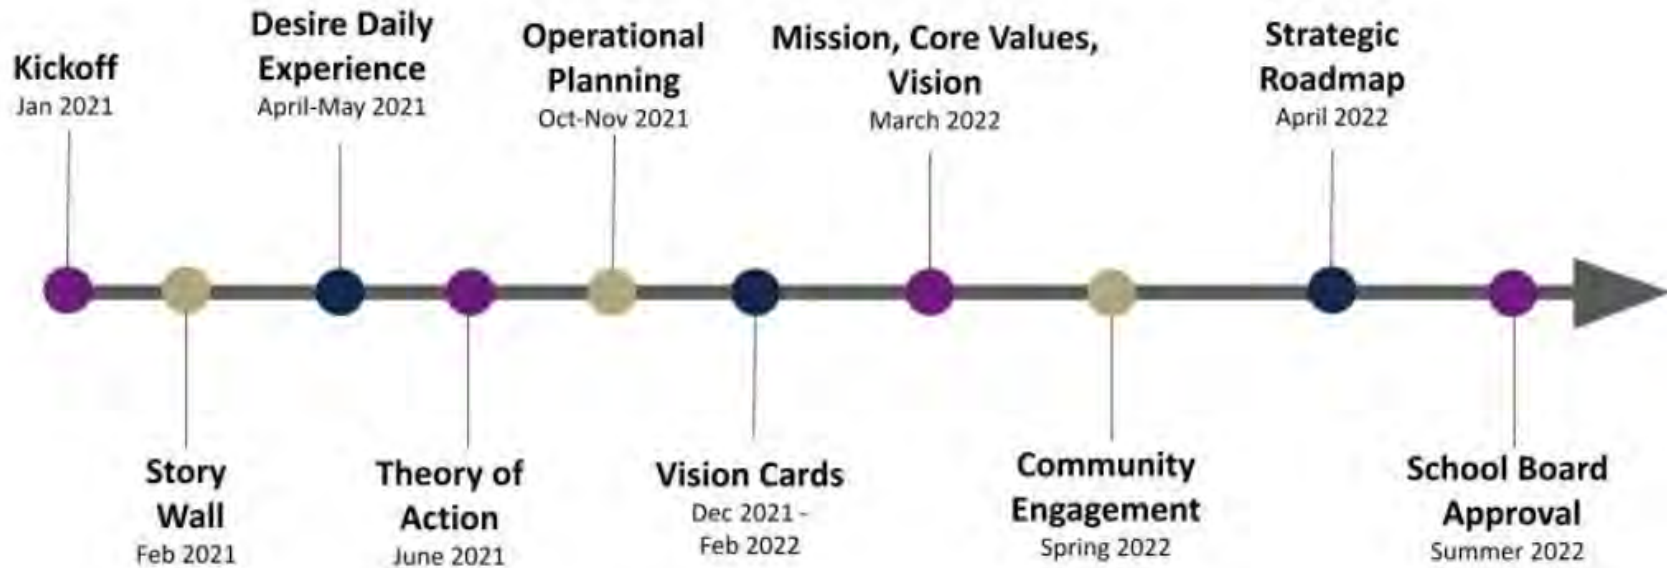 Kickoff
Jan 2021
Story
Wall
Feb 2021
Desire Daily
Experience
April-May 2021
Theory of
Action
June 2021
Operational
Planning
Oct-Nov 2021
Vision Cards
Dec 2021 -
Feb 2022
Mission, Core Values,
Vision
March 2022
Community
Engagement
Spring 2022
Strategic
Roadmap
April 2022
School Board
Approval
Summer 2022